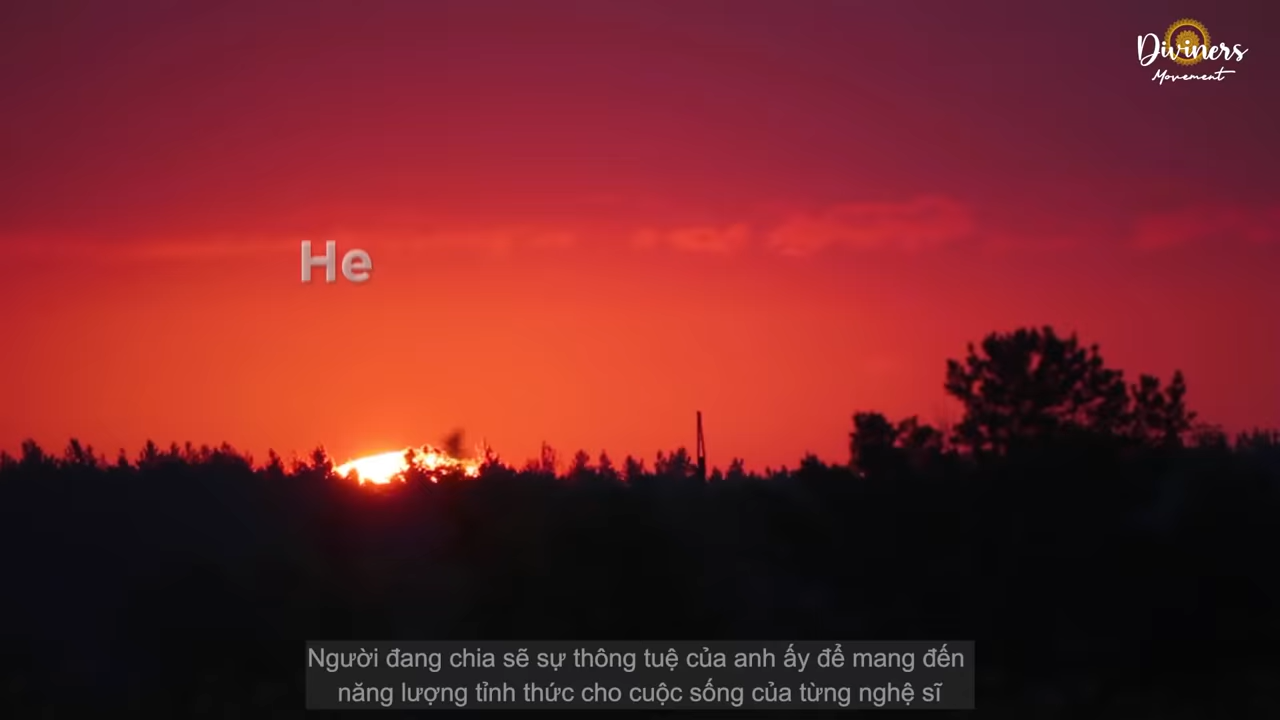 Diviners
Movement
He
Người đang chia sẽ sự thông tuệ của anh ấy để mang đến
năng lượng tỉnh thức cho cuộc sống của từng nghệ sĩ